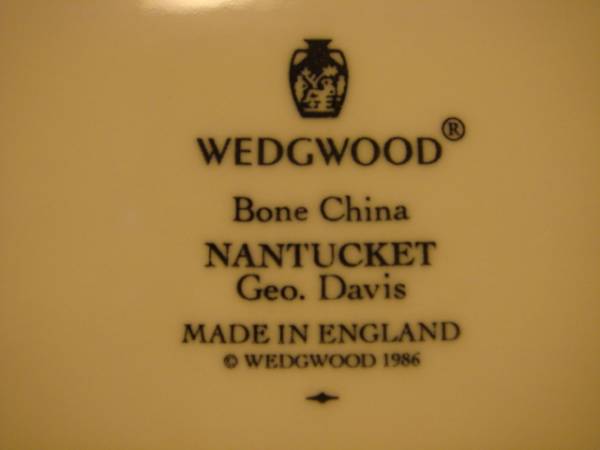 WEDGWOOD®
Bone China
NANTUCKET
Geo. Davis
MADE IN ENGLAND
© WEDGWOOD 1986